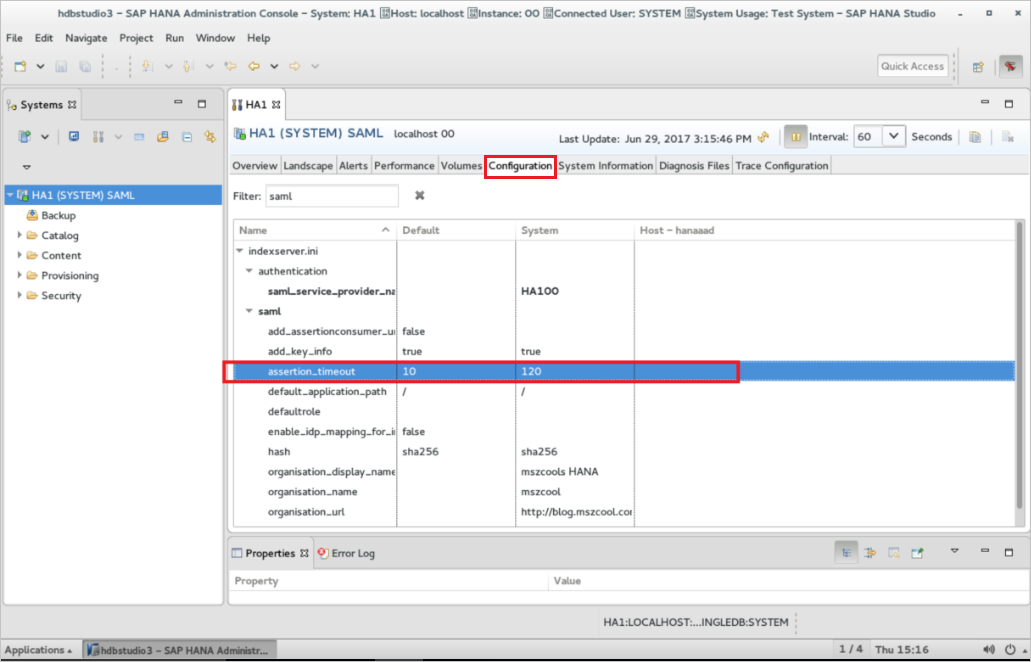 hdbstudio3 – SAP HANA Administration Console – System: HA1 Host: localhost Instance: 00 Connected User: SYSTEM System Usage: Test System – SAP HANA Studio
File Edit Navigate Project Run Window Help
Quick Access
Systems
HA1 (SYSTEM) SAML
Backup
Catalog
Content
Provisioning
Security
HA1
HA1 (SYSTEM) SAML localhost 00
Last Update: Jun 29, 2017 3:15:46 PM Interval: 60 Seconds
Overview Landscape Alerts Performance Volumes Configuration System Information Diagnosis Files Trace Configuration
Filter: saml
Name Default System Host – hanaaad
indexserver.ini
authentication
saml_service_provider_na HA100
saml
add_assertionconsumer_u false
add_key_info true true
assertion_timeout 10 120
default_application_path / /
defaultrole
enable_idp_mapping_for_i false
hash sha256 sha256
organisation_display_name mszcools HANA
organisation_name mszcool
organisation_url http://blog.mszcool.co
Properties Error Log
Property Value
HA1:LOCALHOST:...INGLEDB:SYSTEM
Applications hdbstudio3 – SAP HANA Administr... 1 / 4 Thu 15:16